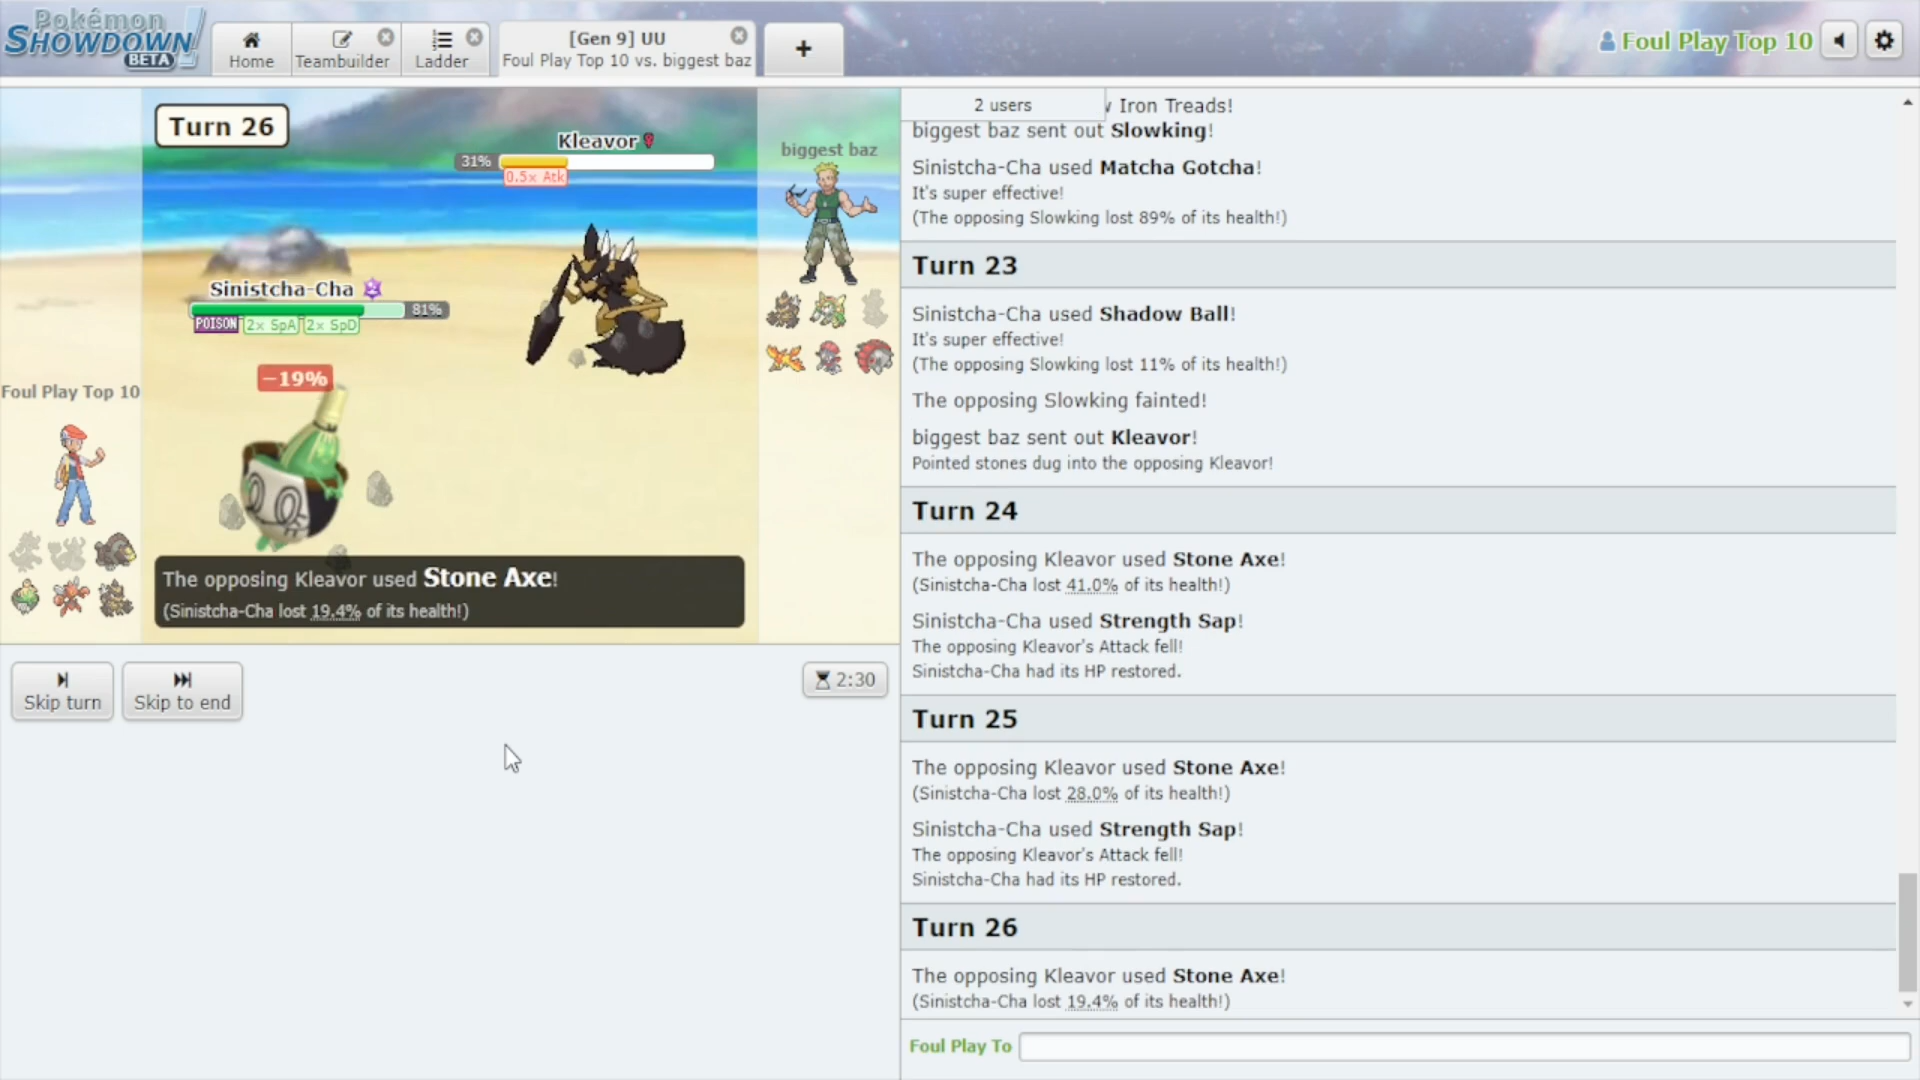 Pokémon
SHOWDOWN!
BETA
Home
Teambuilder
Ladder
[Gen 9] UU
Foul Play Top 10 vs. biggest baz
+
Foul Play Top 10
Turn 26
Kleavor
31%
0.5x Atk
biggest baz
Sinistcha-Cha
81%
POISON 2x SpA 2x SpD
−19%
Foul Play Top 10
The opposing Kleavor used Stone Axe!
(Sinistcha-Cha lost 19.4% of its health!)
Skip turn
Skip to end
2:30
2 users
Iron Treads!
biggest baz sent out Slowking!
Sinistcha-Cha used Matcha Gotcha!
It's super effective!
(The opposing Slowking lost 89% of its health!)
Turn 23
Sinistcha-Cha used Shadow Ball!
It's super effective!
(The opposing Slowking lost 11% of its health!)
The opposing Slowking fainted!
biggest baz sent out Kleavor!
Pointed stones dug into the opposing Kleavor!
Turn 24
The opposing Kleavor used Stone Axe!
(Sinistcha-Cha lost 41.0% of its health!)
Sinistcha-Cha used Strength Sap!
The opposing Kleavor's Attack fell!
Sinistcha-Cha had its HP restored.
Turn 25
The opposing Kleavor used Stone Axe!
(Sinistcha-Cha lost 28.0% of its health!)
Sinistcha-Cha used Strength Sap!
The opposing Kleavor's Attack fell!
Sinistcha-Cha had its HP restored.
Turn 26
The opposing Kleavor used Stone Axe!
(Sinistcha-Cha lost 19.4% of its health!)
Foul Play To